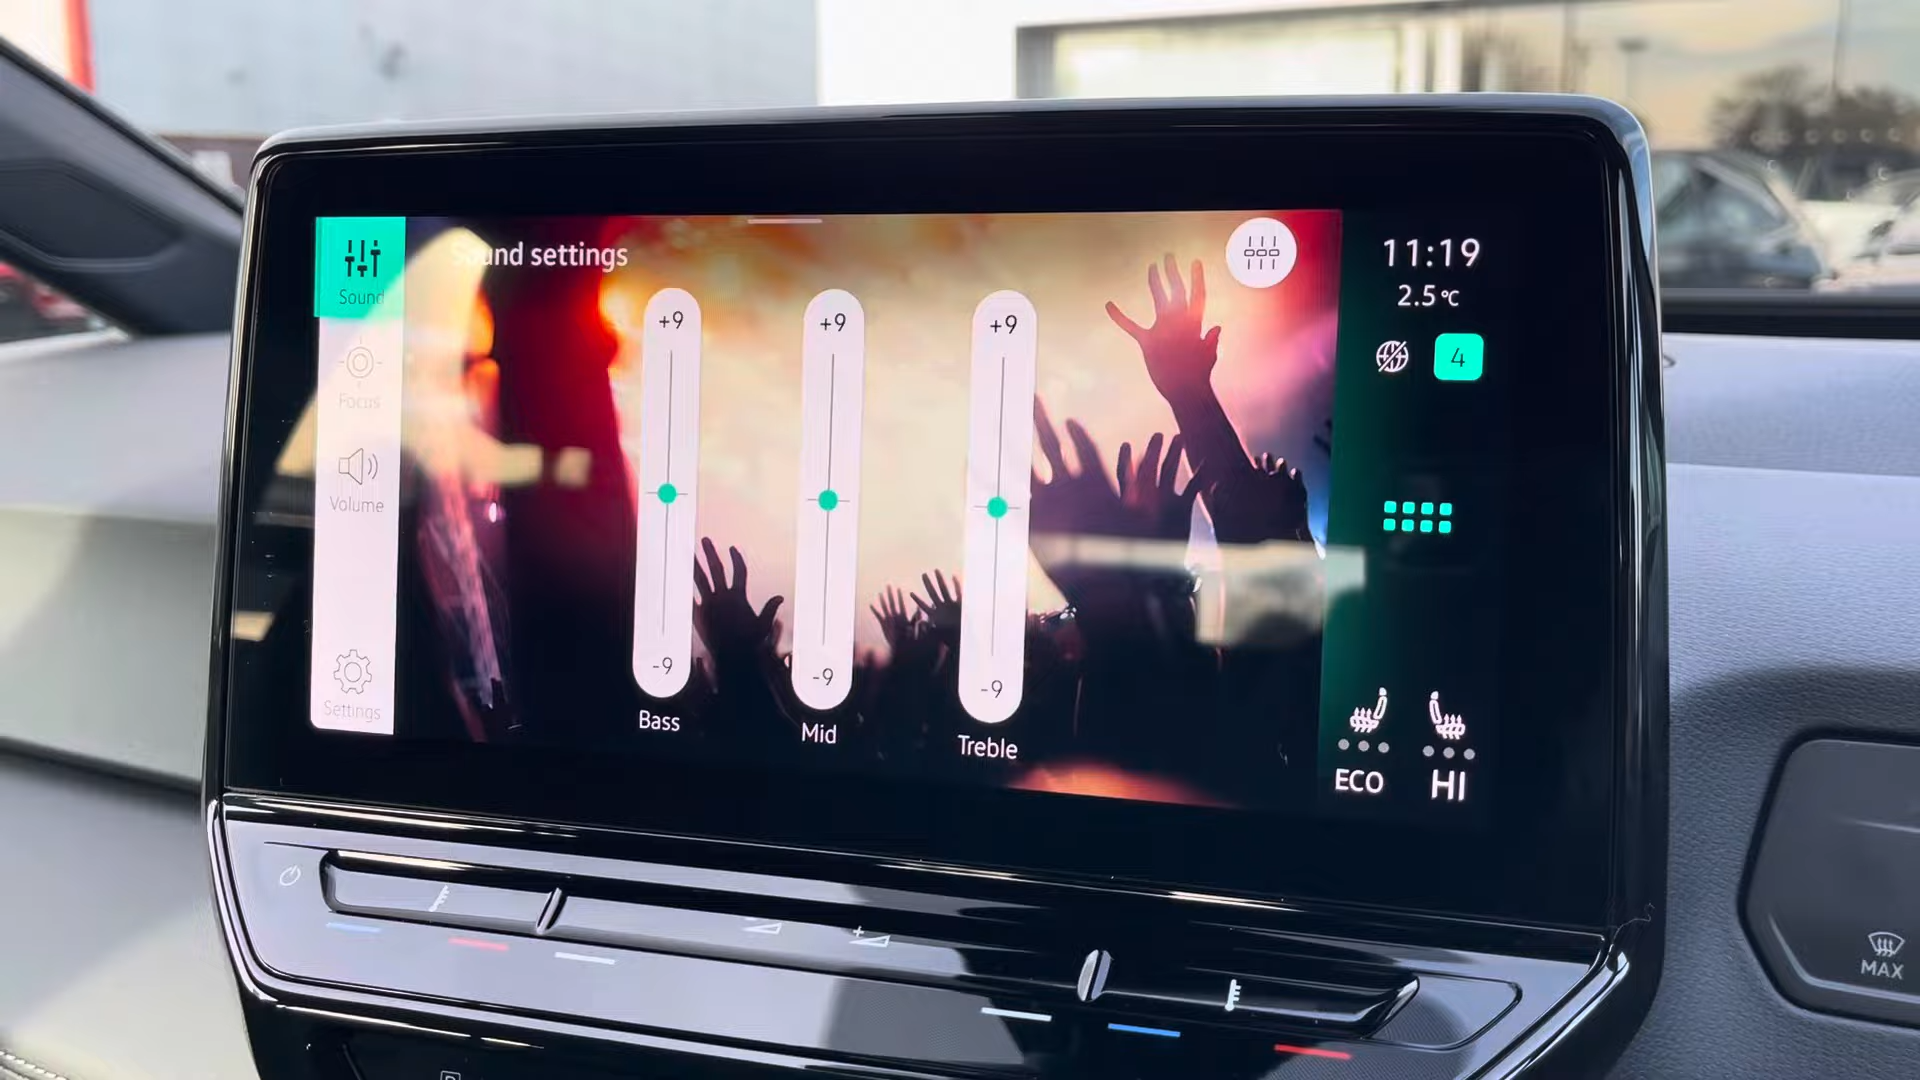 Sound settings
Sound
Focus
Volume
Settings
+9
+9
+9
-9
-9
-9
Bass
Mid
Treble
11:19
2.5°C
4
ECO
HI
MAX